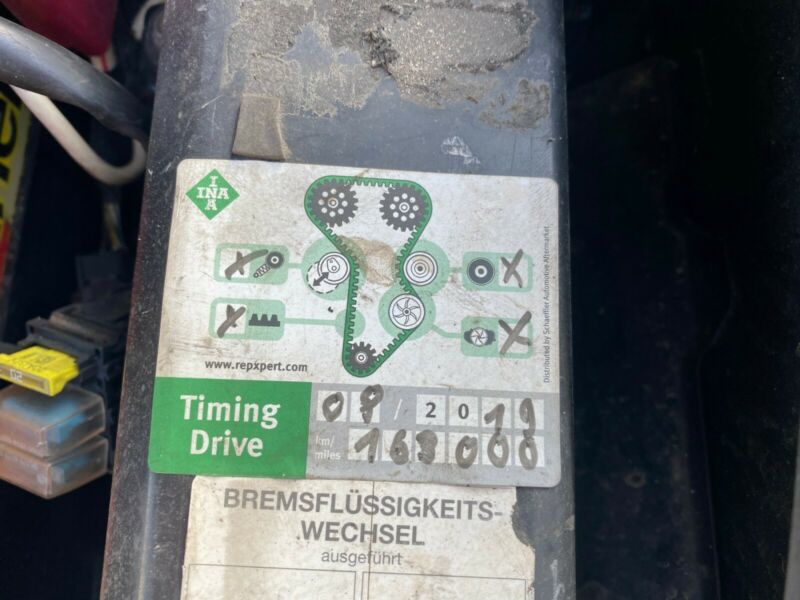 INA
www.repxpert.com
Distributed by Schaeffler Automotive Aftermarket
Timing
Drive
08 / 2019
km/
miles
163000
BREMSFLÜSSIGKEITS-
WECHSEL
ausgeführt